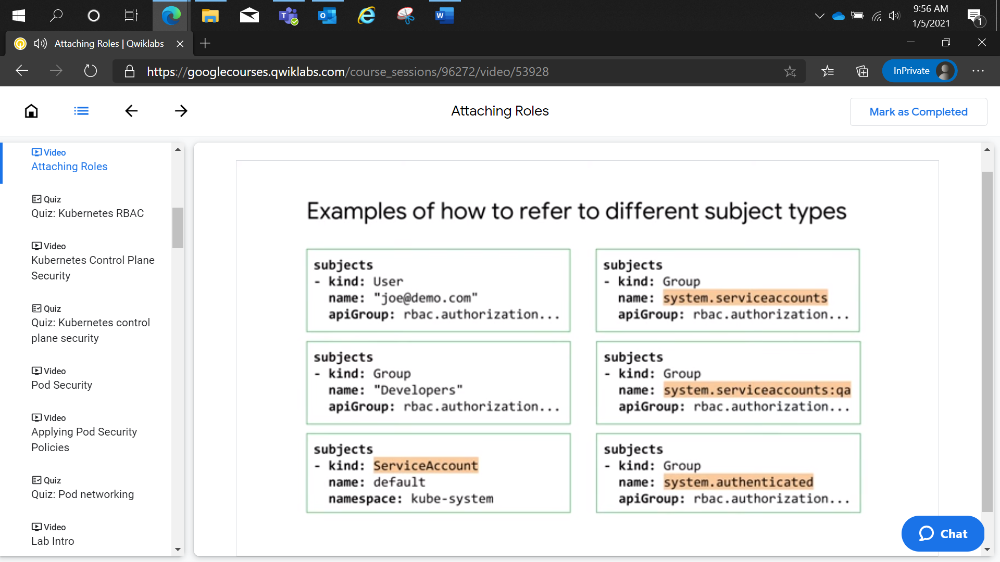 9:56 AM
1/5/2021
1
Attaching Roles | Qwiklabs
https://googlecourses.qwiklabs.com/course_sessions/96272/video/53928
InPrivate
Attaching Roles
Mark as Completed
Video
Attaching Roles
Quiz
Quiz: Kubernetes RBAC
Video
Kubernetes Control Plane
Security
Quiz
Quiz: Kubernetes control
plane security
Video
Pod Security
Video
Applying Pod Security
Policies
Quiz
Quiz: Pod networking
Video
Lab Intro
Examples of how to refer to different subject types
subjects
- kind: User
name: "joe@demo.com"
apiGroup: rbac.authorization...
subjects
- kind: Group
name: system.serviceaccounts
apiGroup: rbac.authorization...
subjects
- kind: Group
name: "Developers"
apiGroup: rbac.authorization...
subjects
- kind: Group
name: system.serviceaccounts:qa
apiGroup: rbac.authorization...
subjects
- kind: ServiceAccount
name: default
namespace: kube-system
subjects
- kind: Group
name: system.authenticated
apiGroup: rbac.authorization...
Chat